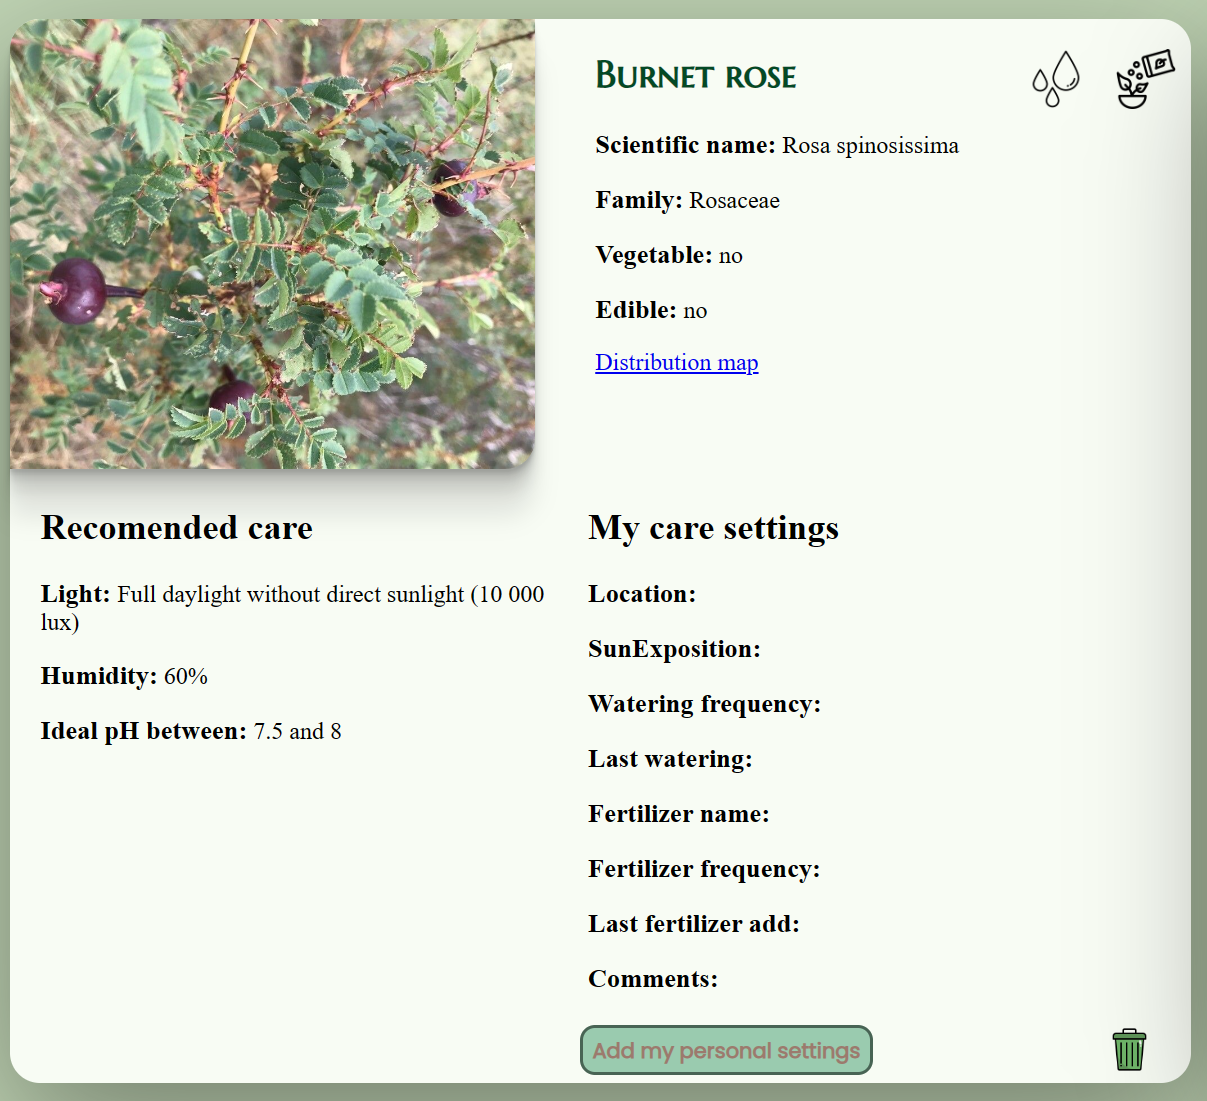 Burnet rose
Scientific name: Rosa spinosissima
Family: Rosaceae
Vegetable: no
Edible: no
Distribution map
Recomended care
Light: Full daylight without direct sunlight (10 000
lux)
Humidity: 60%
Ideal pH between: 7.5 and 8
My care settings
Location:
SunExposition:
Watering frequency:
Last watering:
Fertilizer name:
Fertilizer frequency:
Last fertilizer add:
Comments:
Add my personal settings